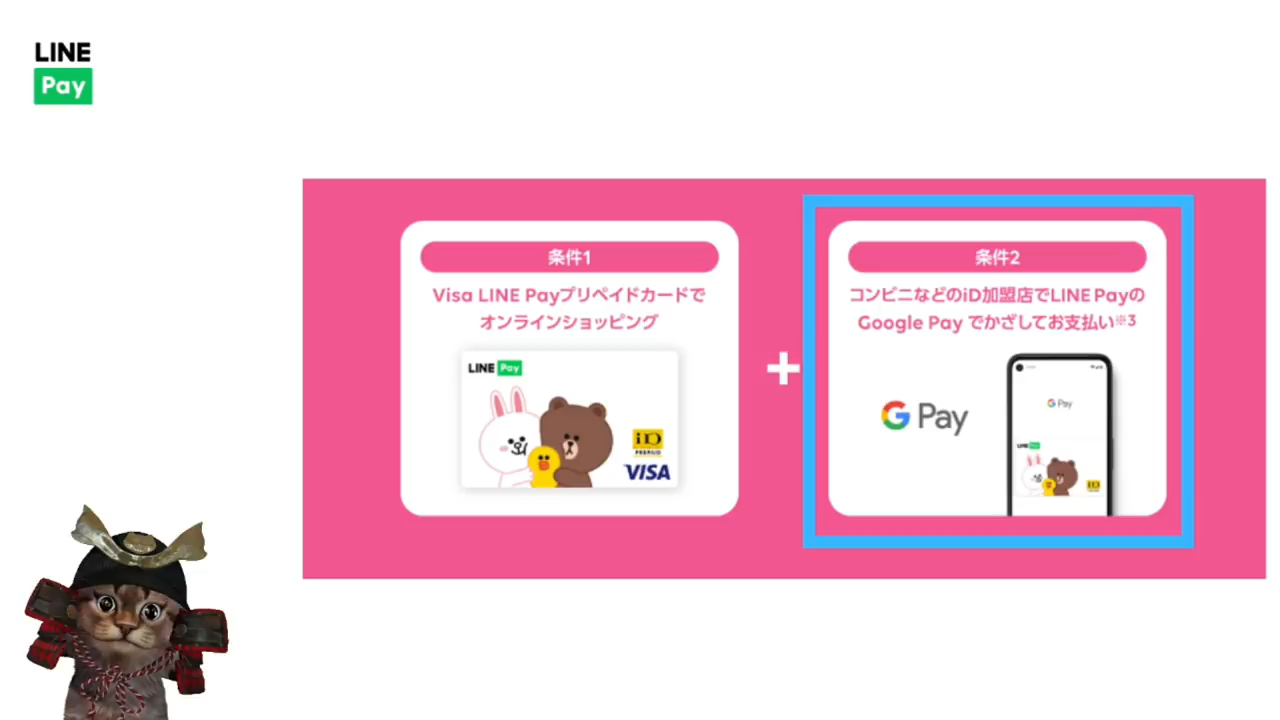 LINE
Pay
条件1
Visa LINE Payプリペイドカードで
オンラインショッピング
LINE Pay
iD
PREPAID
VISA
+
条件2
コンビニなどのiD加盟店でLINE Payの
Google Pay でかざしてお支払い※3
G Pay
G Pay
LINE Pay
iD